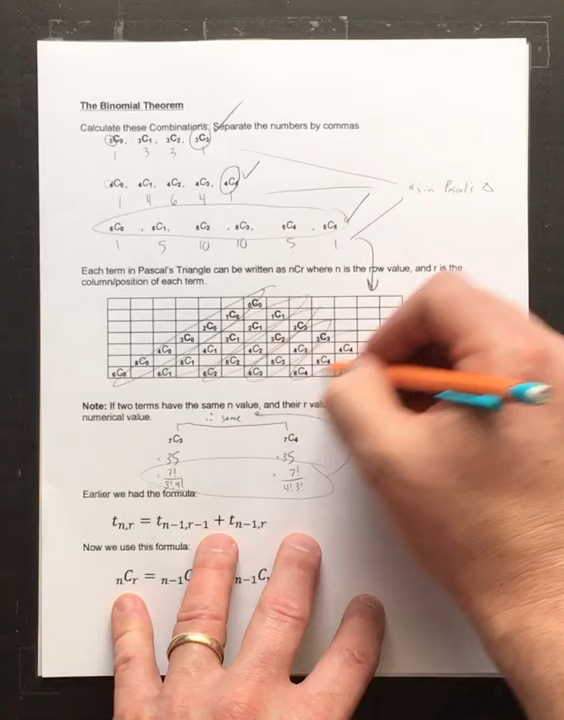 The Binomial Theorem
Calculate these Combinations, Separate the numbers by commas
₃C₀, ₃C₁, ₃C₂, ₃C₃
1 3 3 1
₄C₀, ₄C₁, ₄C₂, ₄C₃, ₄C₄
1 4 6 4 1
₅C₀ , ₅C₁, ₅C₂ , ₅C₃, ₅C₄ , ₅C₅
1 5 10 10 5 1
#s in Pascal's Δ
Each term in Pascal's Triangle can be written as nCr where n is the row value, and r is the
column/position of each term.
₀C₀
₁C₀ ₁C₁
₂C₀ ₂C₁ ₂C₂
₃C₀ ₃C₁ ₃C₂ ₃C₃
₄C₀ ₄C₁ ₄C₂ ₄C₃ ₄C₄
₅C₀ ₅C₁ ₅C₂ ₅C₃ ₅C₄
₆C₀ ₆C₁ ₆C₂ ₆C₃ ₆C₄
Note: If two terms have the same n value, and their r
numerical value.
∴ same
₇C₃ ₇C₄
= 35 = 35
= 7!/3!4! = 7!/4!3!
Earlier we had the formula:
tn,r = tn−1,r−1 + tn−1,r
Now we use this formula:
nCr = n−1C n−1C